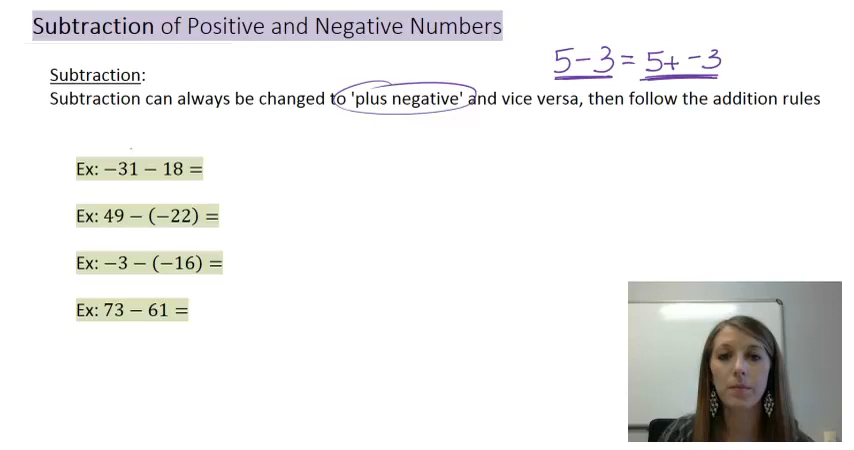 Subtraction of Positive and Negative Numbers
5-3 = 5+ -3
Subtraction:
Subtraction can always be changed to 'plus negative' and vice versa, then follow the addition rules
Ex: −31 − 18 =
Ex: 49 − (−22) =
Ex: −3 − (−16) =
Ex: 73 − 61 =